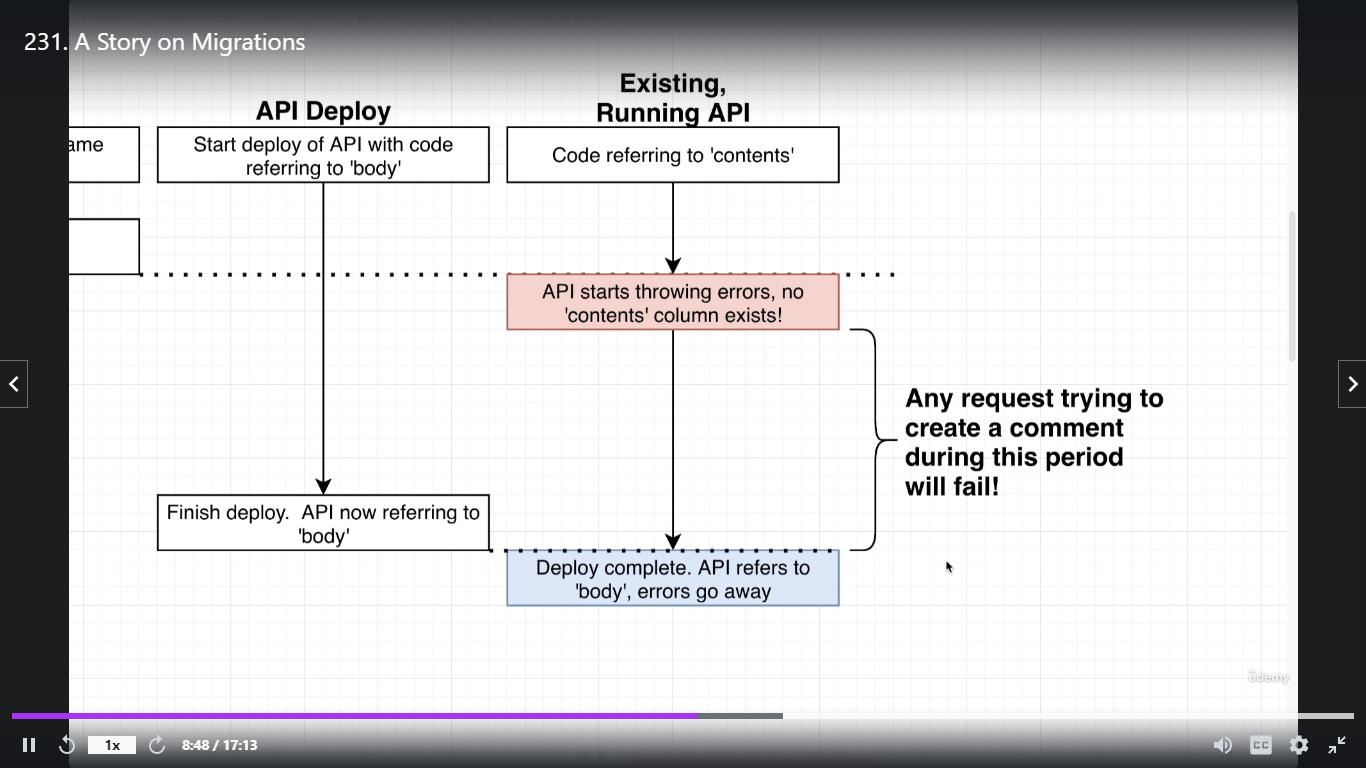 231. A Story on Migrations
API Deploy
Existing,
Running API
ame
Start deploy of API with code
referring to 'body'
Code referring to 'contents'
API starts throwing errors, no
'contents' column exists!
Any request trying to
create a comment
during this period
will fail!
Finish deploy. API now referring to
'body'
Deploy complete. API refers to
'body', errors go away
ûdemy
1x
8:48 / 17:13
CC